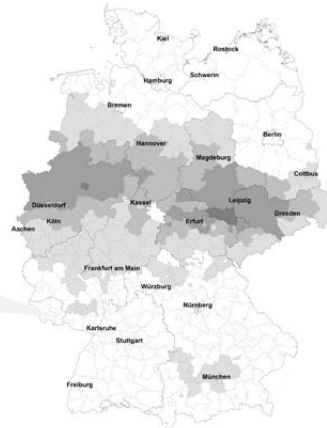 Kiel
Rostock
Schwerin
Hamburg
Bremen
Berlin
Hannover
Magdeburg
Cottbus
Düsseldorf
Kassel
Leipzig
Köln
Erfurt
Dresden
Aachen
Frankfurt am Main
Würzburg
Nürnberg
Karlsruhe
Stuttgart
München
Freiburg